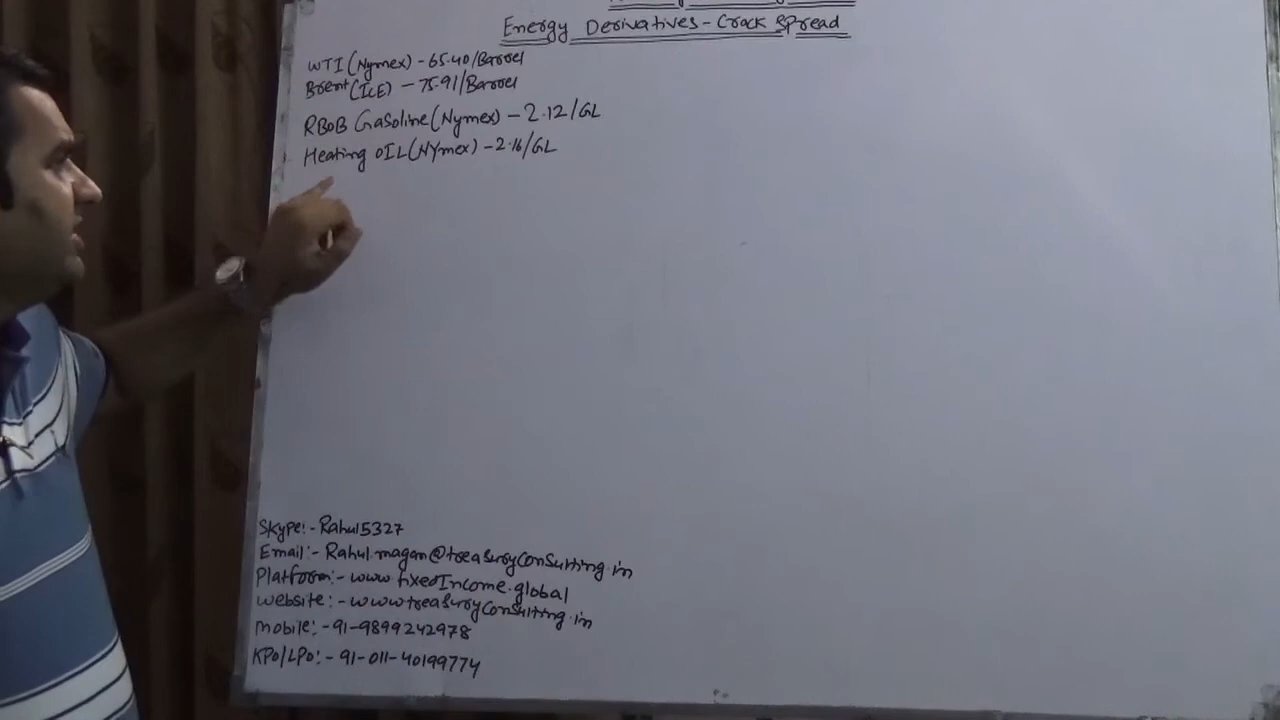 Energy Derivatives - Crack Spread
WTI (Nymex) - 65.40/Barrel
Brent (ICE) - 75.91/Barrel
RBOB Gasoline (Nymex) - 2.12/GL
Heating OIL (NYmex) - 2.16/GL
Skype:- Rahul5327
Email:- Rahul.magan@treasuryconsulting.in
Platform:- www.fixedIncome.global
Website:- www.treasuryconsulting.in
Mobile:- 91-9899242978
KPO/LPO:- 91-011-40199774